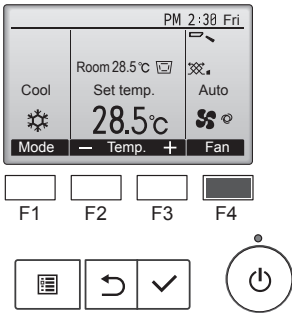 PM 2:30 Fri
Room 28.5℃
Cool Set temp. Auto
28.5℃
Mode − Temp. + Fan
F1 F2 F3 F4